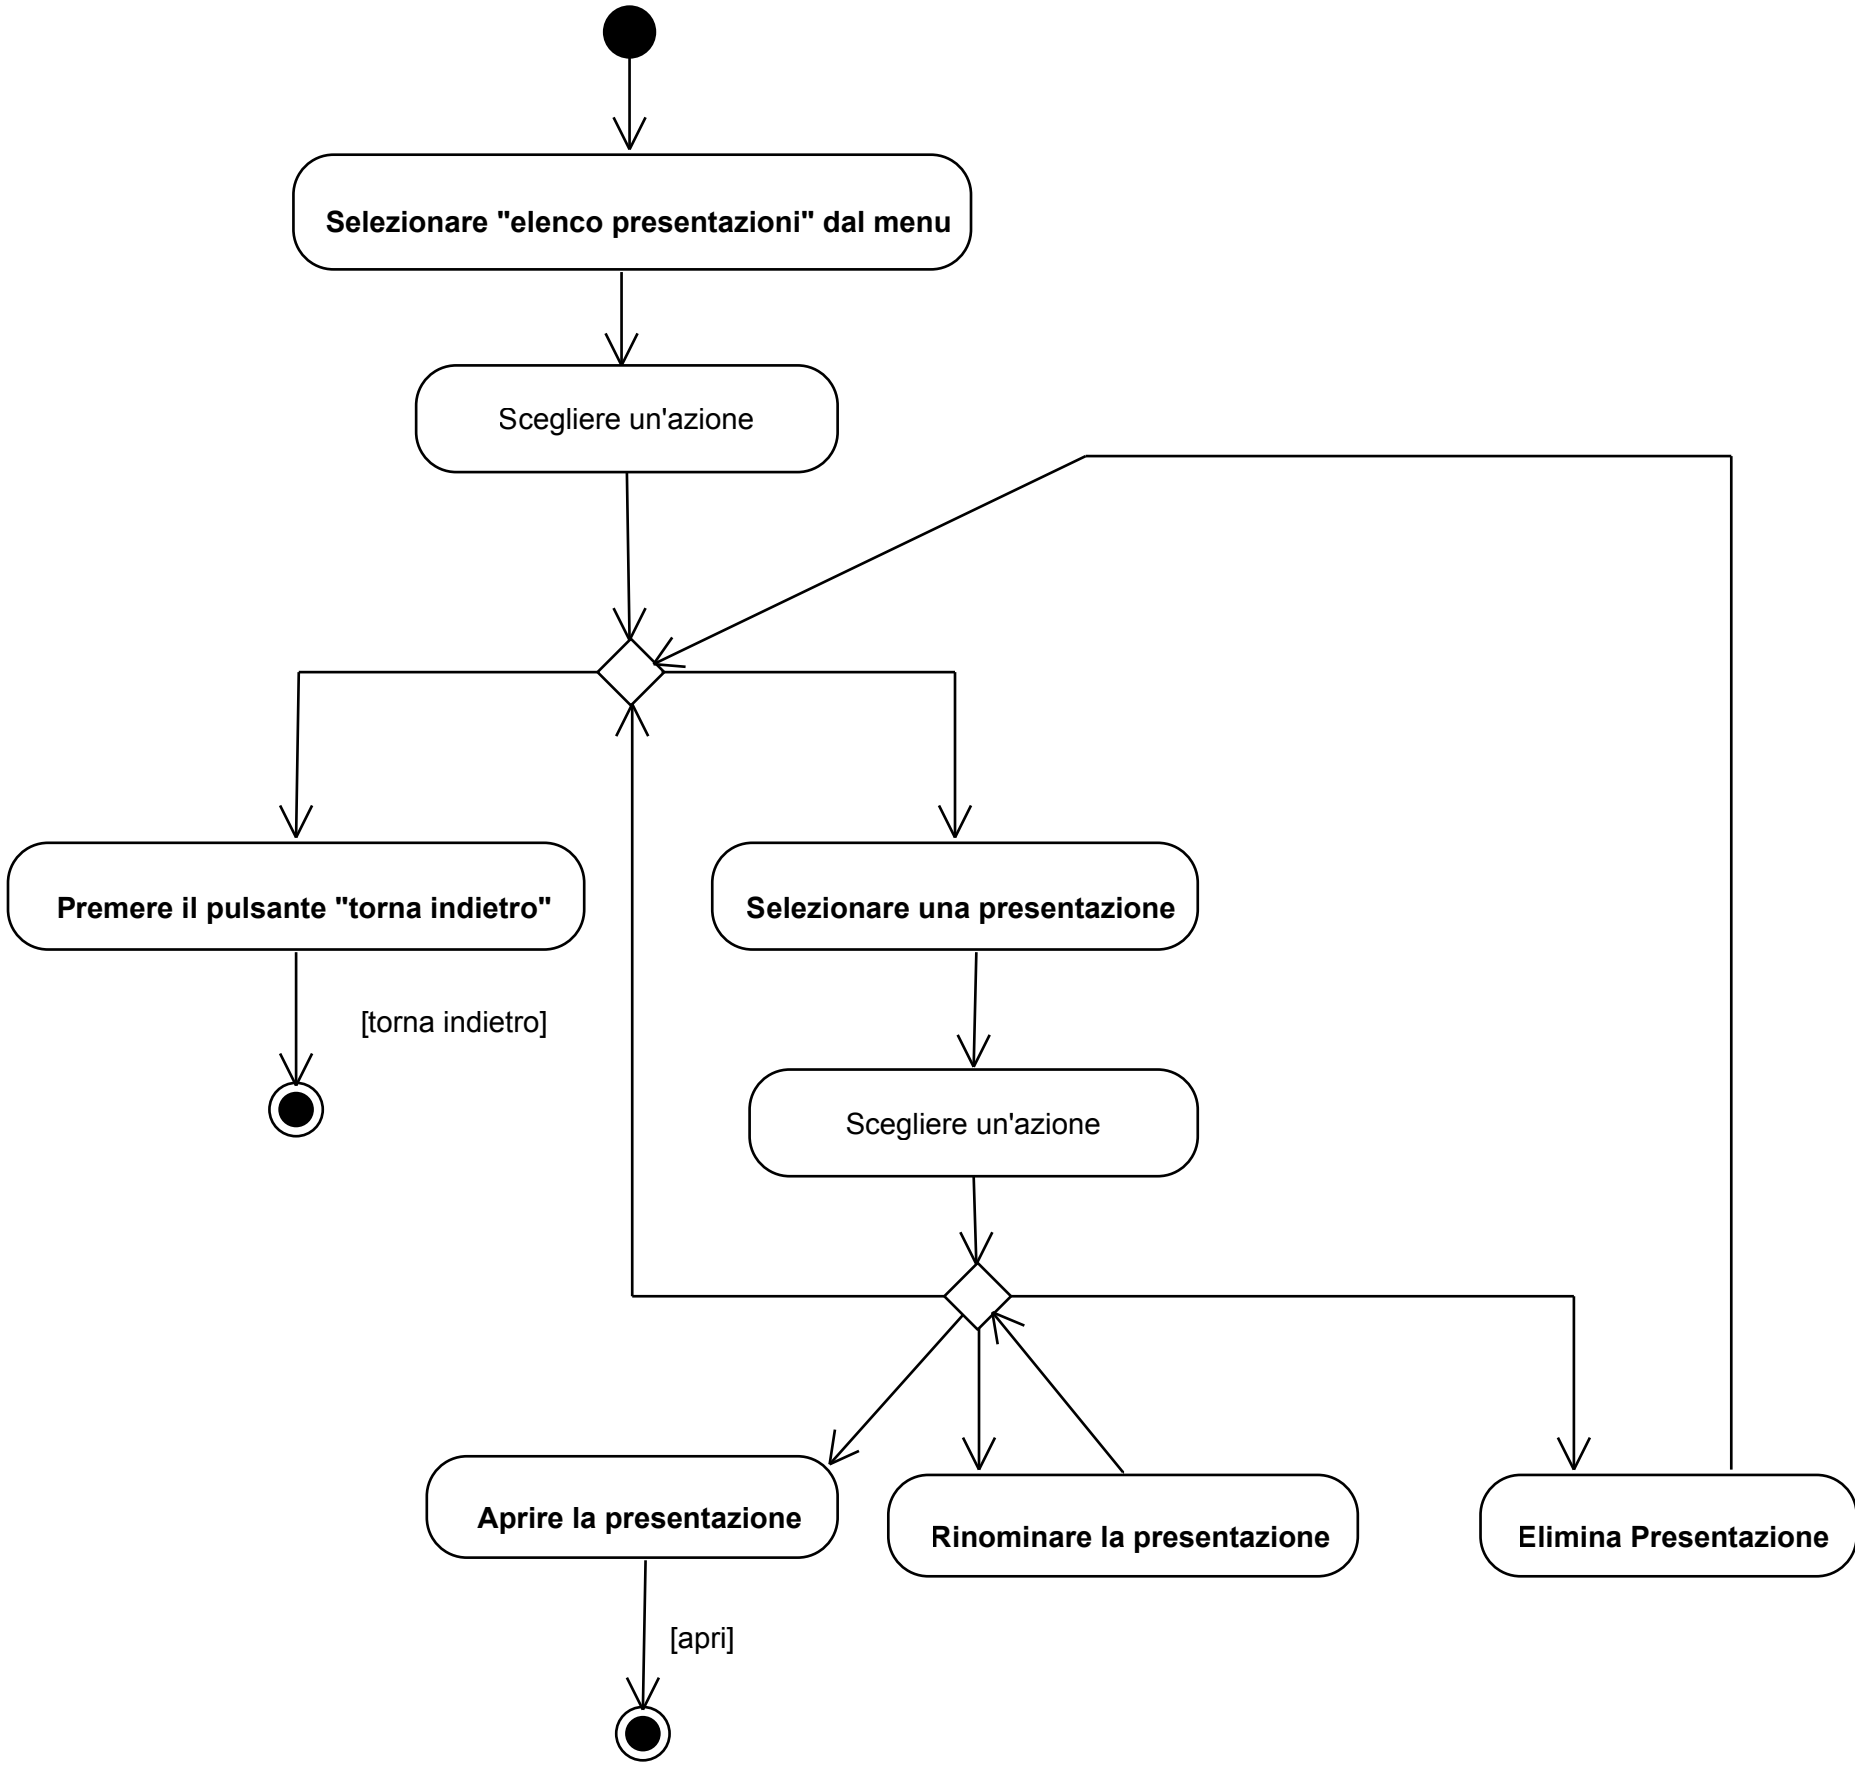 Selezionare "elenco presentazioni" dal menu
Scegliere un'azione
Premere il pulsante "torna indietro"
Selezionare una presentazione
[torna indietro]
Scegliere un'azione
Aprire la presentazione
Rinominare la presentazione
Elimina Presentazione
[apri]